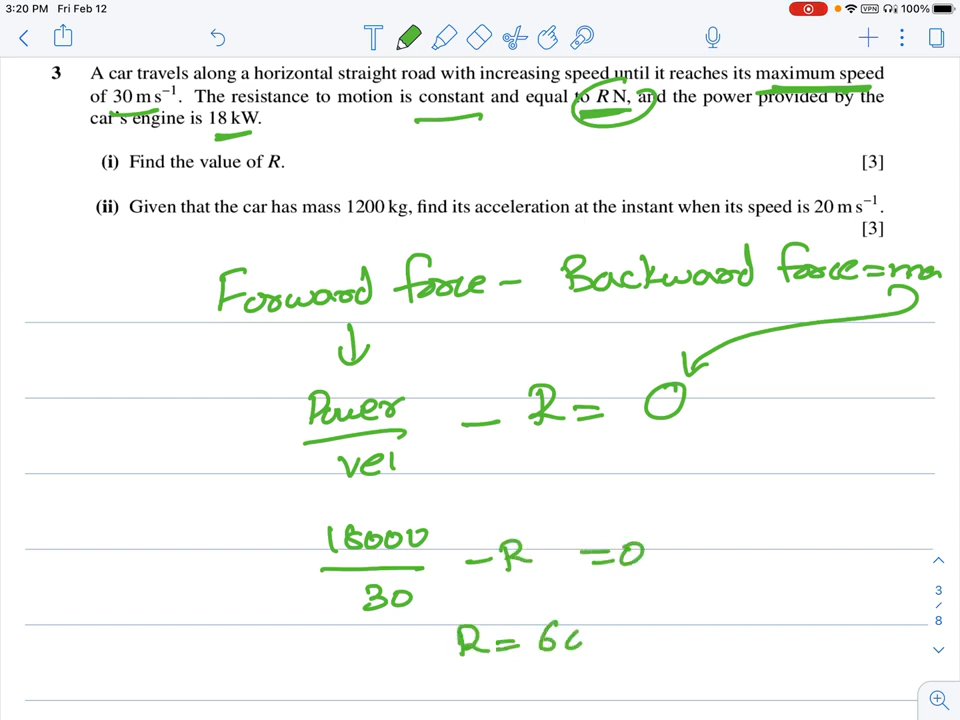 3:20 PM Fri Feb 12
VPN 100%
T
3 A car travels along a horizontal straight road with increasing speed until it reaches its maximum speed
of 30 m s⁻¹. The resistance to motion is constant and equal to R N, and the power provided by the
car's engine is 18 kW.
(i) Find the value of R. [3]
(ii) Given that the car has mass 1200 kg, find its acceleration at the instant when its speed is 20 m s⁻¹.
[3]
Forward force - Backward force = ma
Power
— - R = 0
vel
18000
— - R = 0
30
R = 60
3
/
8